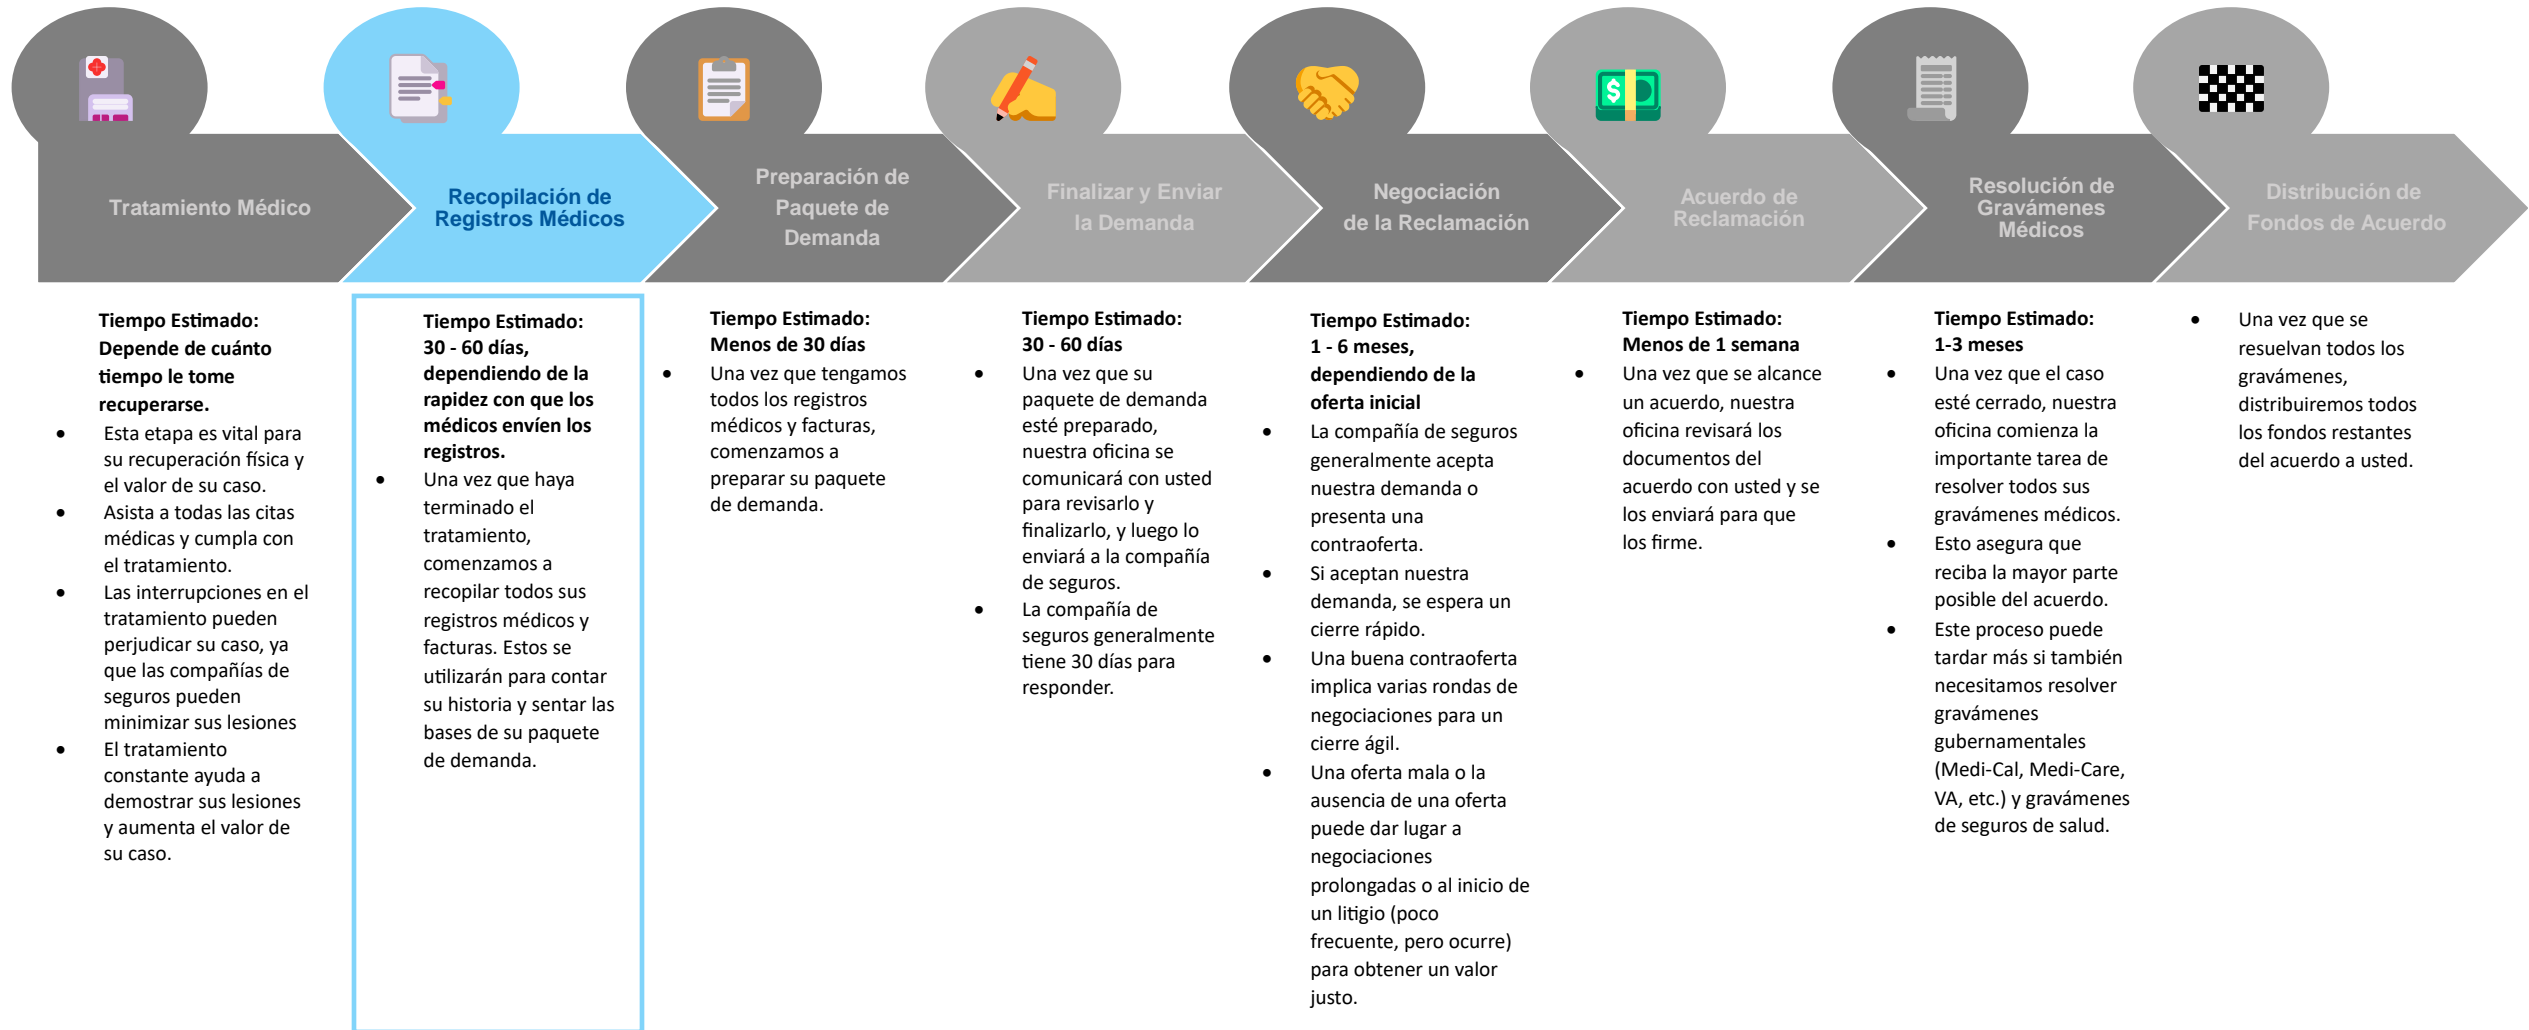 Tratamiento Médico
Recopilación de
Registros Médicos
Preparación de
Paquete de
Demanda
Finalizar y Enviar
la Demanda
Negociación
de la Reclamación
Acuerdo de
Reclamación
Resolución de
Gravámenes
Médicos
Distribución de
Fondos de Acuerdo
Tiempo Estimado:
Depende de cuánto
tiempo le tome
recuperarse.
• Esta etapa es vital para
su recuperación física y
el valor de su caso.
• Asista a todas las citas
médicas y cumpla con
el tratamiento.
• Las interrupciones en el
tratamiento pueden
perjudicar su caso, ya
que las compañías de
seguros pueden
minimizar sus lesiones
• El tratamiento
constante ayuda a
demostrar sus lesiones
y aumenta el valor de
su caso.
Tiempo Estimado:
30 - 60 días,
dependiendo de la
rapidez con que los
médicos envíen los
registros.
• Una vez que haya
terminado el
tratamiento,
comenzamos a
recopilar todos sus
registros médicos y
facturas. Estos se
utilizarán para contar
su historia y sentar las
bases de su paquete
de demanda.
Tiempo Estimado:
Menos de 30 días
• Una vez que tengamos
todos los registros
médicos y facturas,
comenzamos a
preparar su paquete
de demanda.
Tiempo Estimado:
30 - 60 días
• Una vez que su
paquete de demanda
esté preparado,
nuestra oficina se
comunicará con usted
para revisarlo y
finalizarlo, y luego lo
enviará a la compañía
de seguros.
• La compañía de
seguros generalmente
tiene 30 días para
responder.
Tiempo Estimado:
1 - 6 meses,
dependiendo de la
oferta inicial
• La compañía de seguros
generalmente acepta
nuestra demanda o
presenta una
contraoferta.
• Si aceptan nuestra
demanda, se espera un
cierre rápido.
• Una buena contraoferta
implica varias rondas de
negociaciones para un
cierre ágil.
• Una oferta mala o la
ausencia de una oferta
puede dar lugar a
negociaciones
prolongadas o al inicio de
un litigio (poco
frecuente, pero ocurre)
para obtener un valor
justo.
Tiempo Estimado:
Menos de 1 semana
• Una vez que se alcance
un acuerdo, nuestra
oficina revisará los
documentos del
acuerdo con usted y se
los enviará para que
los firme.
Tiempo Estimado:
1-3 meses
• Una vez que el caso
esté cerrado, nuestra
oficina comienza la
importante tarea de
resolver todos sus
gravámenes médicos.
• Esto asegura que
reciba la mayor parte
posible del acuerdo.
• Este proceso puede
tardar más si también
necesitamos resolver
gravámenes
gubernamentales
(Medi-Cal, Medi-Care,
VA, etc.) y gravámenes
de seguros de salud.
• Una vez que se
resuelvan todos los
gravámenes,
distribuiremos todos
los fondos restantes
del acuerdo a usted.